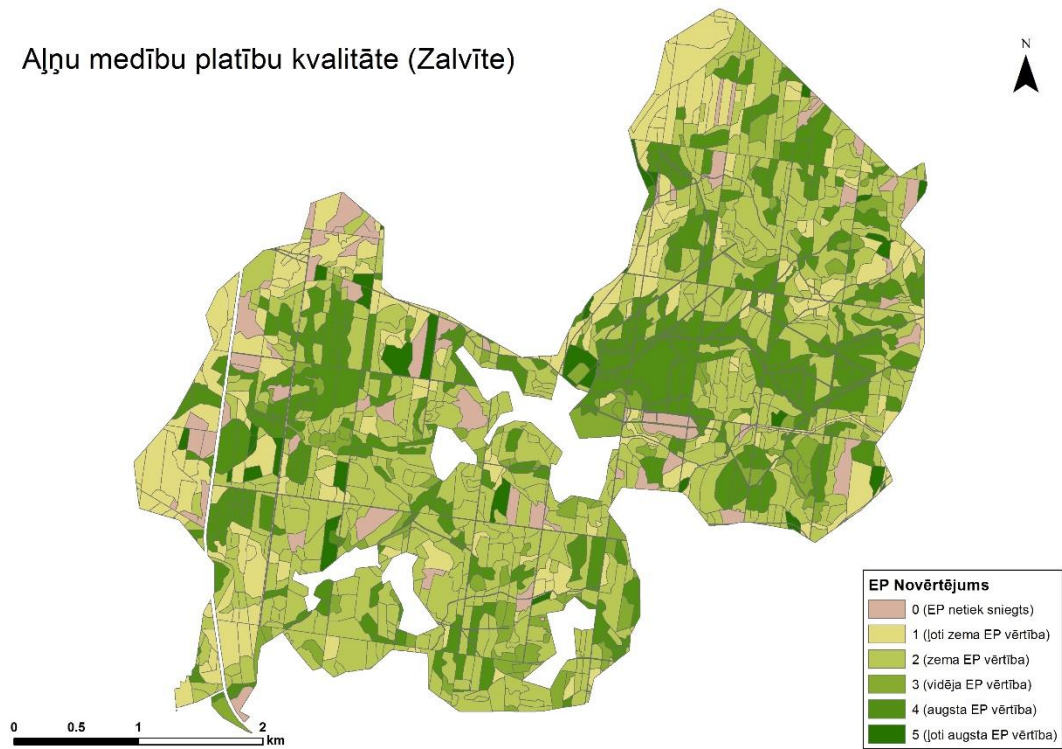 Aļņu medību platību kvalitāte (Zalvīte)
N
EP Novērtējums
0 (EP netiek sniegts)
1 (ļoti zema EP vērtība)
2 (zema EP vērtība)
3 (vidēja EP vērtība)
4 (augsta EP vērtība)
5 (ļoti augsta EP vērtība)
0 0.5 1 2
km